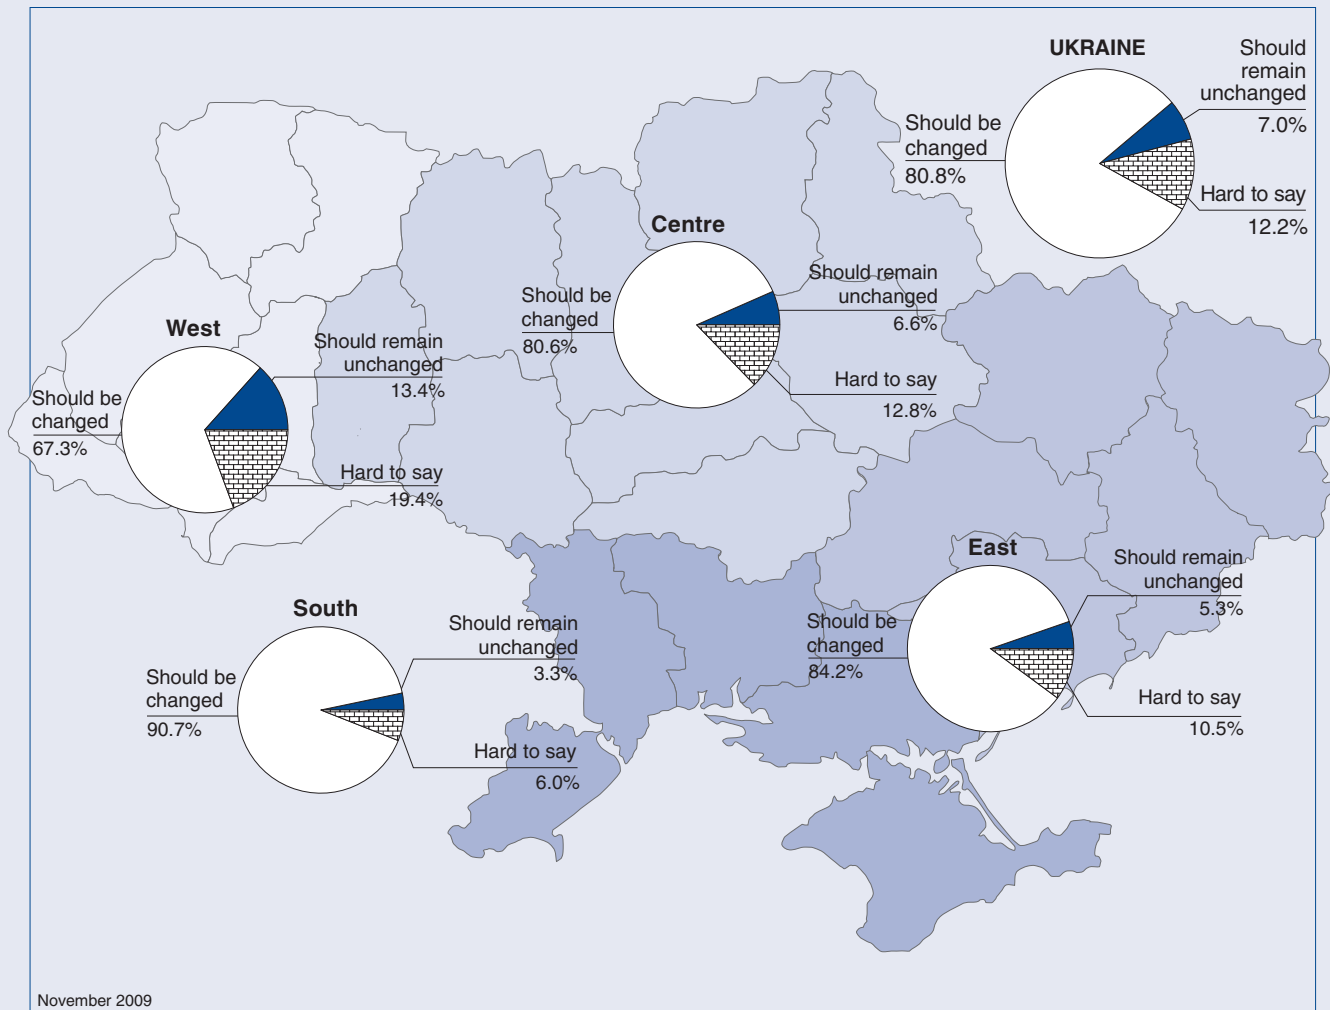 UKRAINE
Should
remain
unchanged
7.0%
Should be
changed
80.8%
Hard to say
12.2%
Centre
Should be
changed
80.6%
Should remain
unchanged
6.6%
Hard to say
12.8%
West
Should be
changed
67.3%
Should remain
unchanged
13.4%
Hard to say
19.4%
East
Should be
changed
84.2%
Should remain
unchanged
5.3%
Hard to say
10.5%
South
Should be
changed
90.7%
Should remain
unchanged
3.3%
Hard to say
6.0%
November 2009